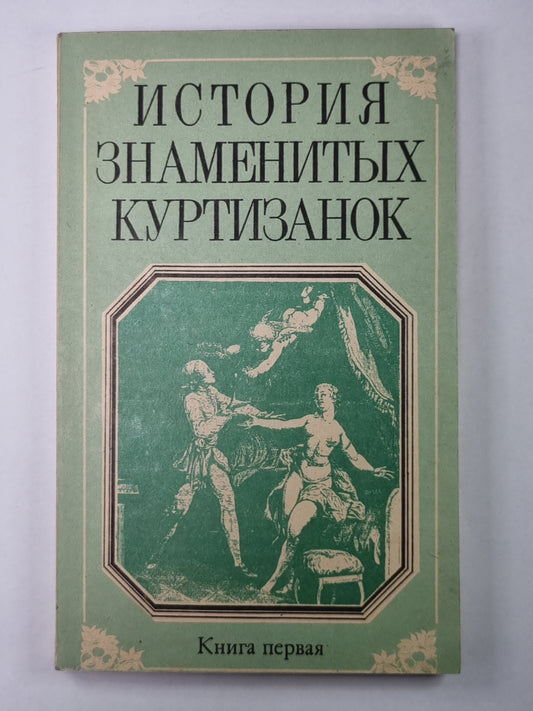 ИСТОРИЯ
ЗНАМЕНИТЫХ
КУРТИЗАНОК
Книга первая